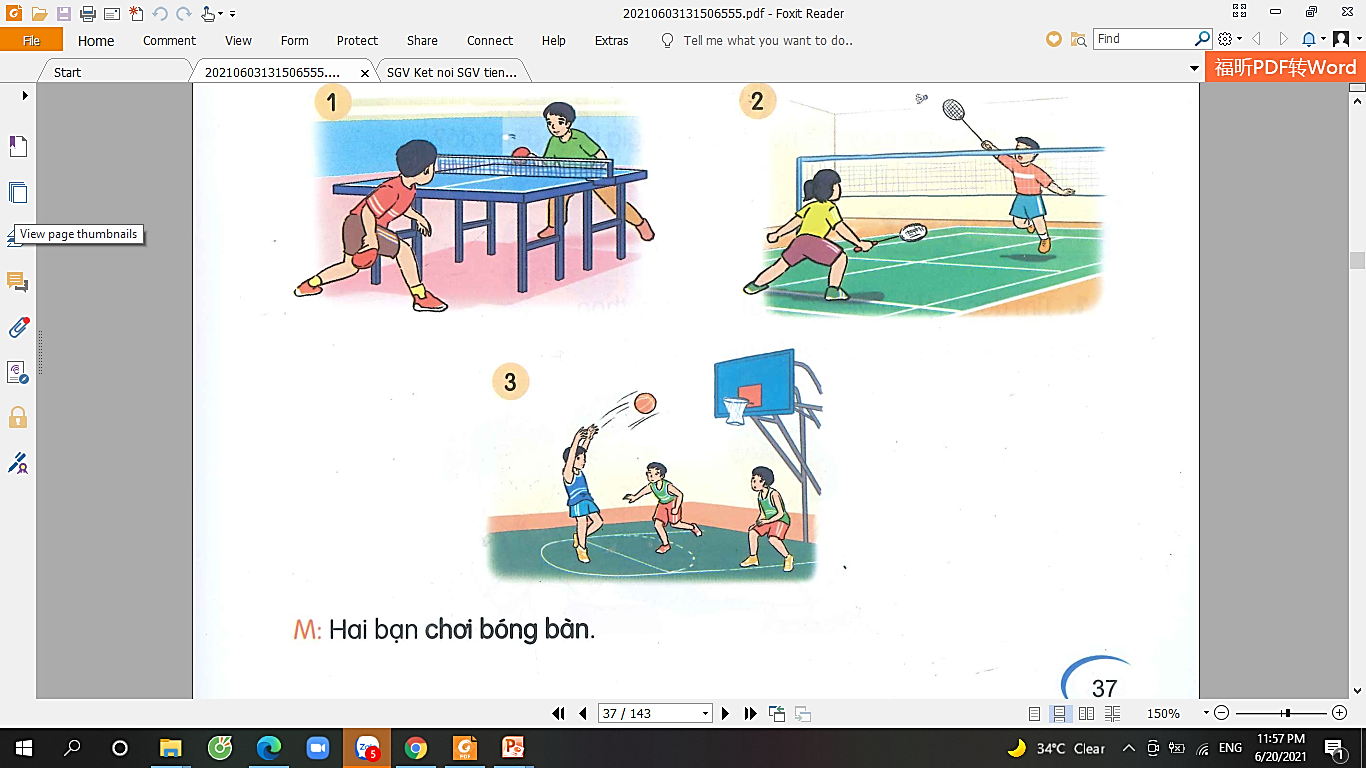 20210603131506555.pdf - Foxit Reader
File Home Comment View Form Protect Share Connect Help Extras Tell me what you want to do.. Find
Start 20210603131506555.... SGV Ket noi SGV tien... 福昕PDF转Word
1
2
View page thumbnails
3
M: Hai bạn chơi bóng bàn.
37
37 / 143 150%
5 34°C Clear ENG 11:57 PM
6/20/2021 1